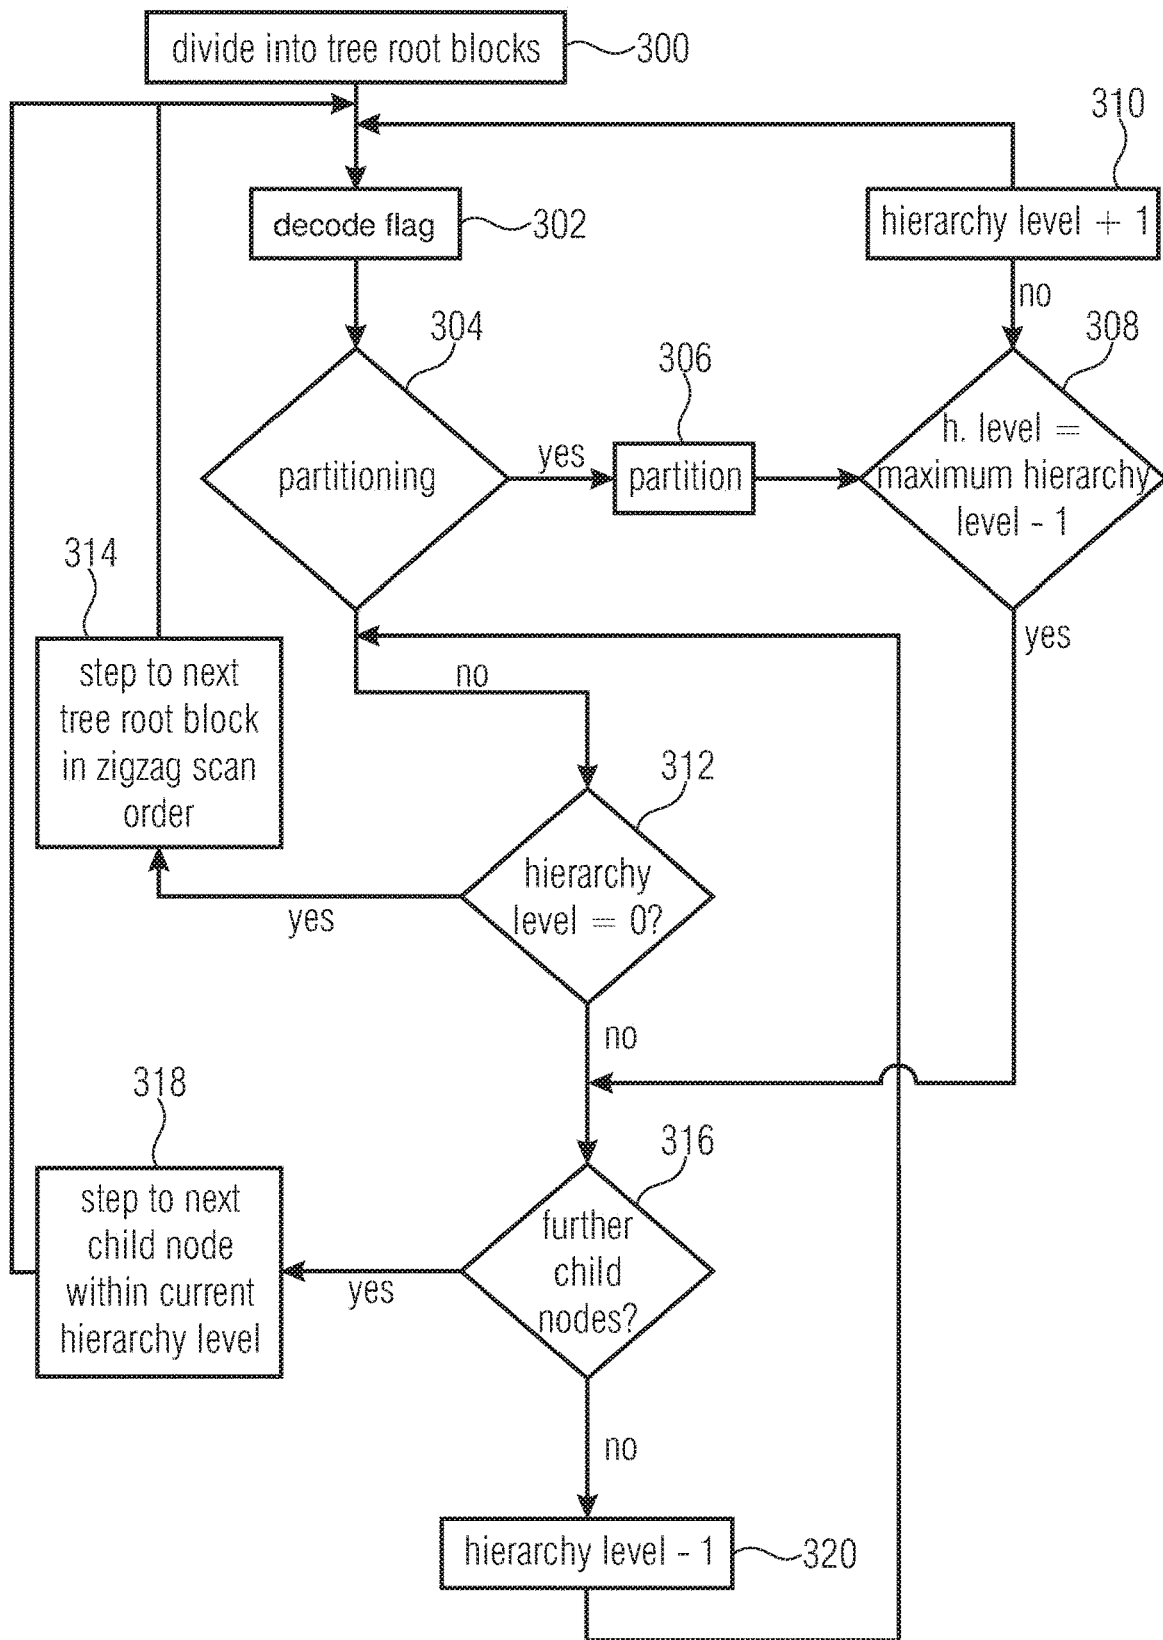 divide into tree root blocks
300
310
decode flag
302
hierarchy level + 1
no
304
308
306
partitioning
yes
partition
h. level =
maximum hierarchy
level - 1
314
yes
step to next
tree root block
in zigzag scan
order
no
312
hierarchy
level = 0?
yes
no
318
316
step to next
child node
within current
hierarchy level
further
child
nodes?
yes
no
hierarchy level - 1
320